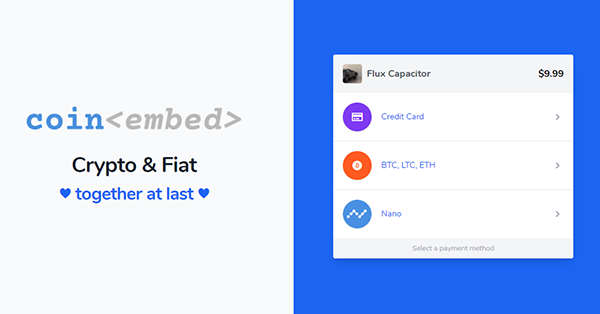 coin<embed>
Crypto & Fiat
♥ together at last ♥
Flux Capacitor $9.99
Credit Card
BTC, LTC, ETH
Nano
Select a payment method